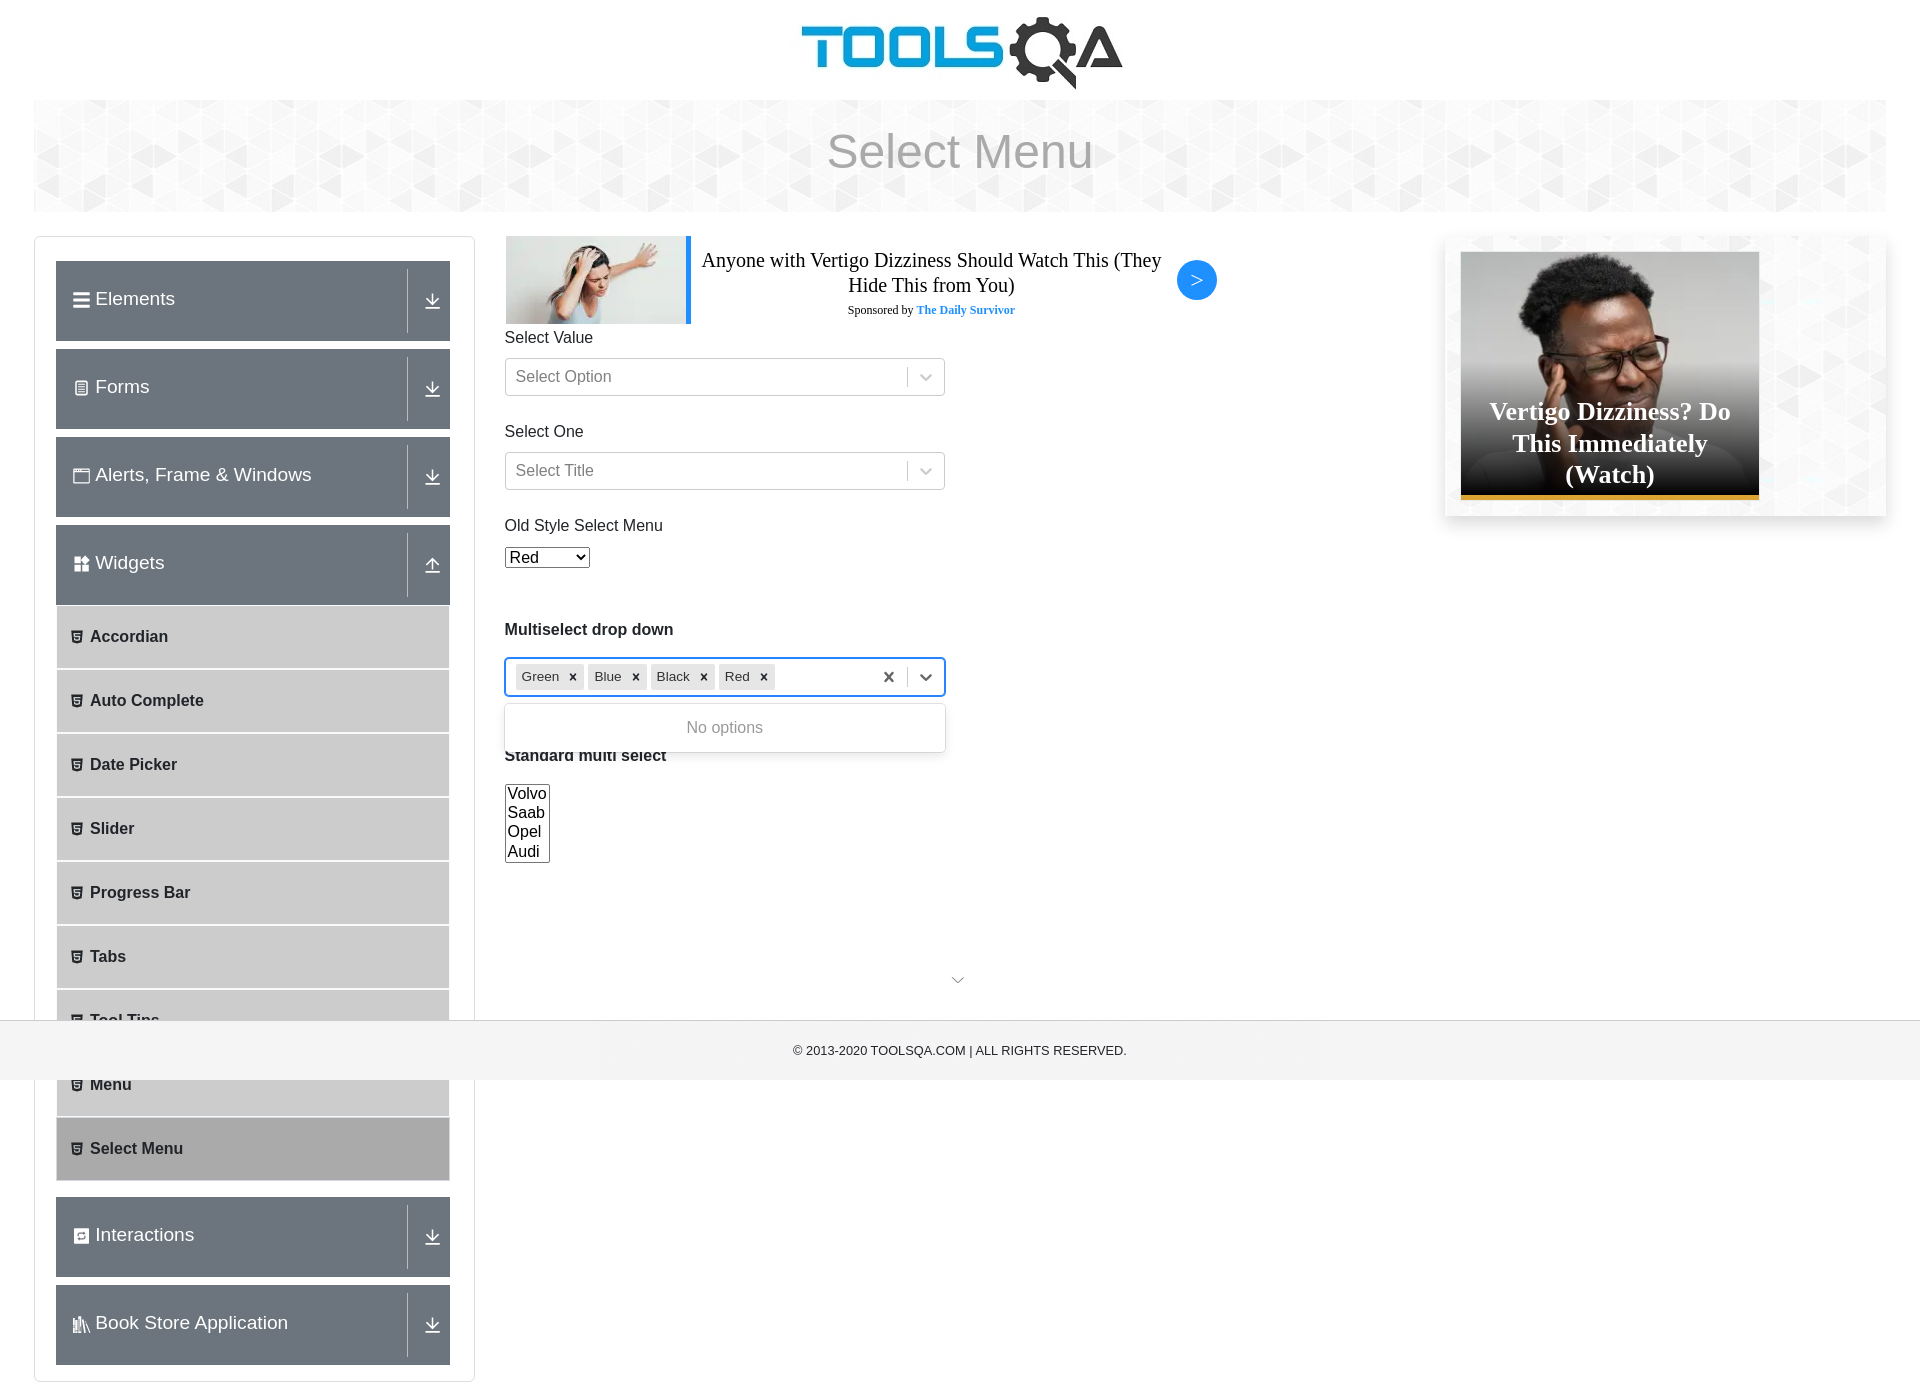 TOOLSQA
Select Menu
Elements
Forms
Alerts, Frame & Windows
Widgets
Accordian
Auto Complete
Date Picker
Slider
Progress Bar
Tabs
Tool Tips
Menu
Select Menu
Interactions
Book Store Application
Anyone with Vertigo Dizziness Should Watch This (They
Hide This from You)
Sponsored by The Daily Survivor
>
Select Value
Select Option
Select One
Select Title
Old Style Select Menu
Red
Multiselect drop down
Green Blue Black Red
No options
Standard multi select
Volvo
Saab
Opel
Audi
Vertigo Dizziness? Do
This Immediately
(Watch)
© 2013-2020 TOOLSQA.COM | ALL RIGHTS RESERVED.